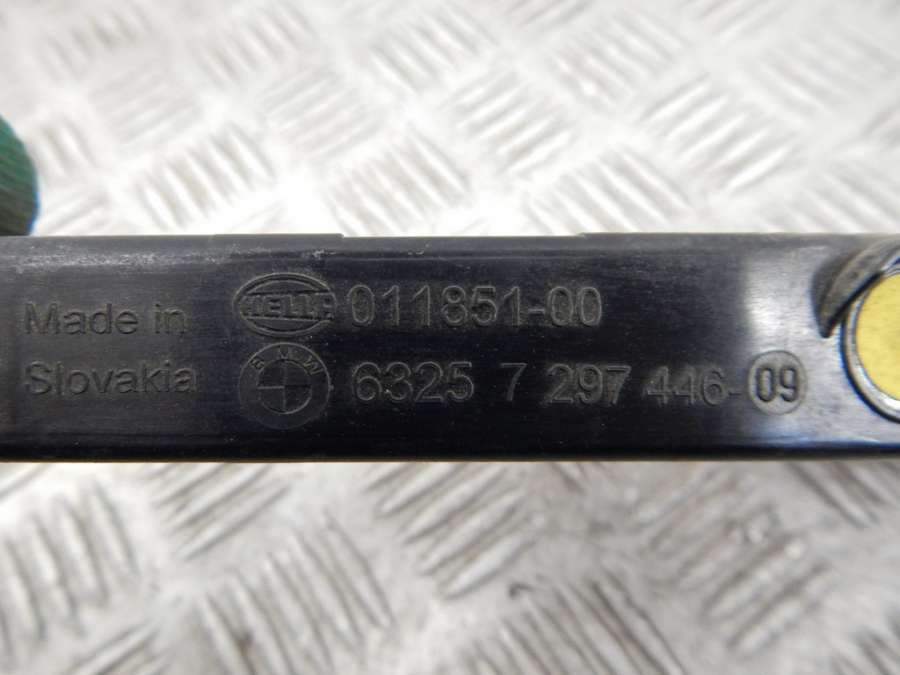 Made in
Slovakia
HELLA 011851-00
BMW 6325 7 297 446-09